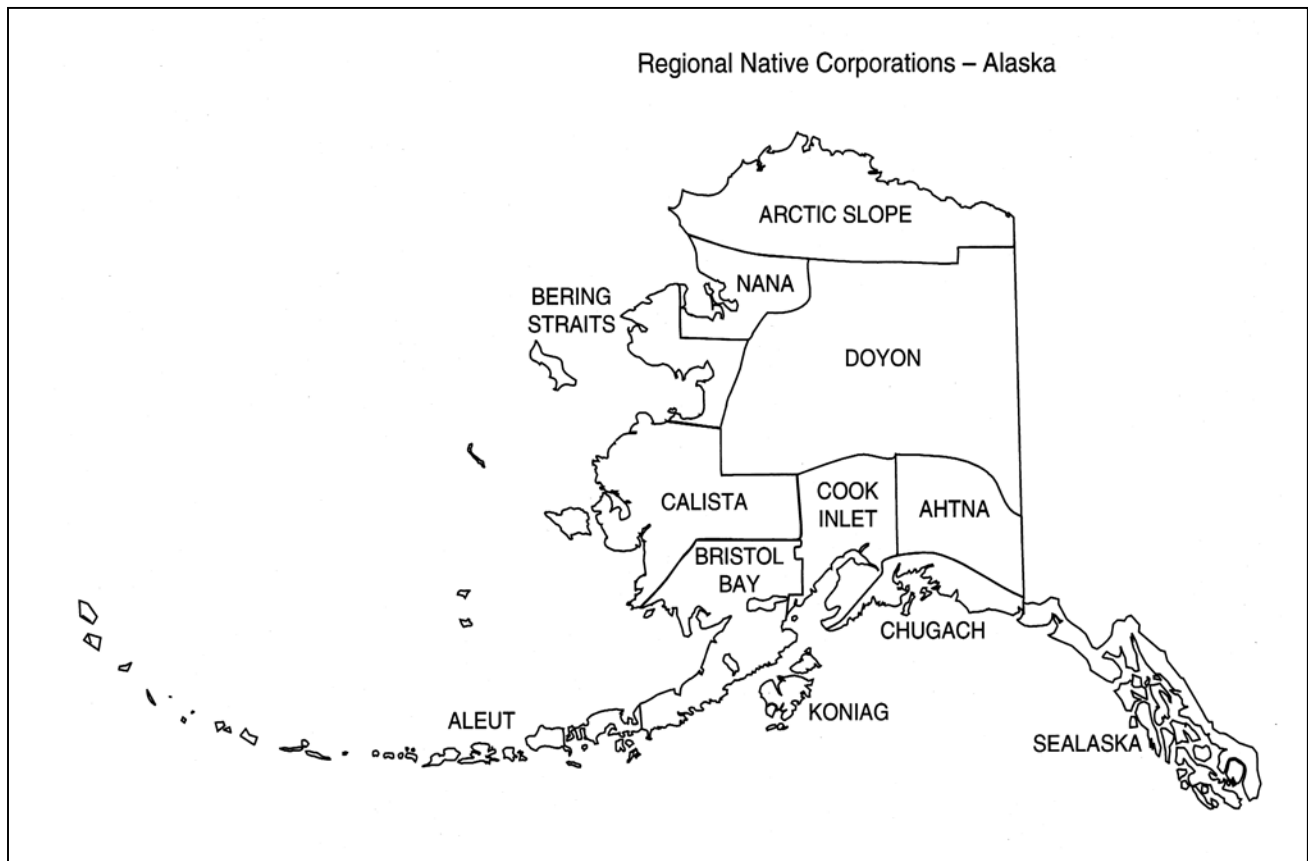 Regional Native Corporations – Alaska
ARCTIC SLOPE
NANA
BERING
STRAITS
DOYON
CALISTA
COOK
INLET
AHTNA
BRISTOL
BAY
CHUGACH
KONIAG
ALEUT
SEALASKA